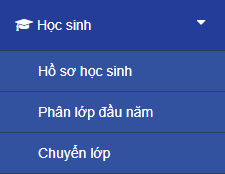 Học sinh
Hồ sơ học sinh
Phân lớp đầu năm
Chuyển lớp